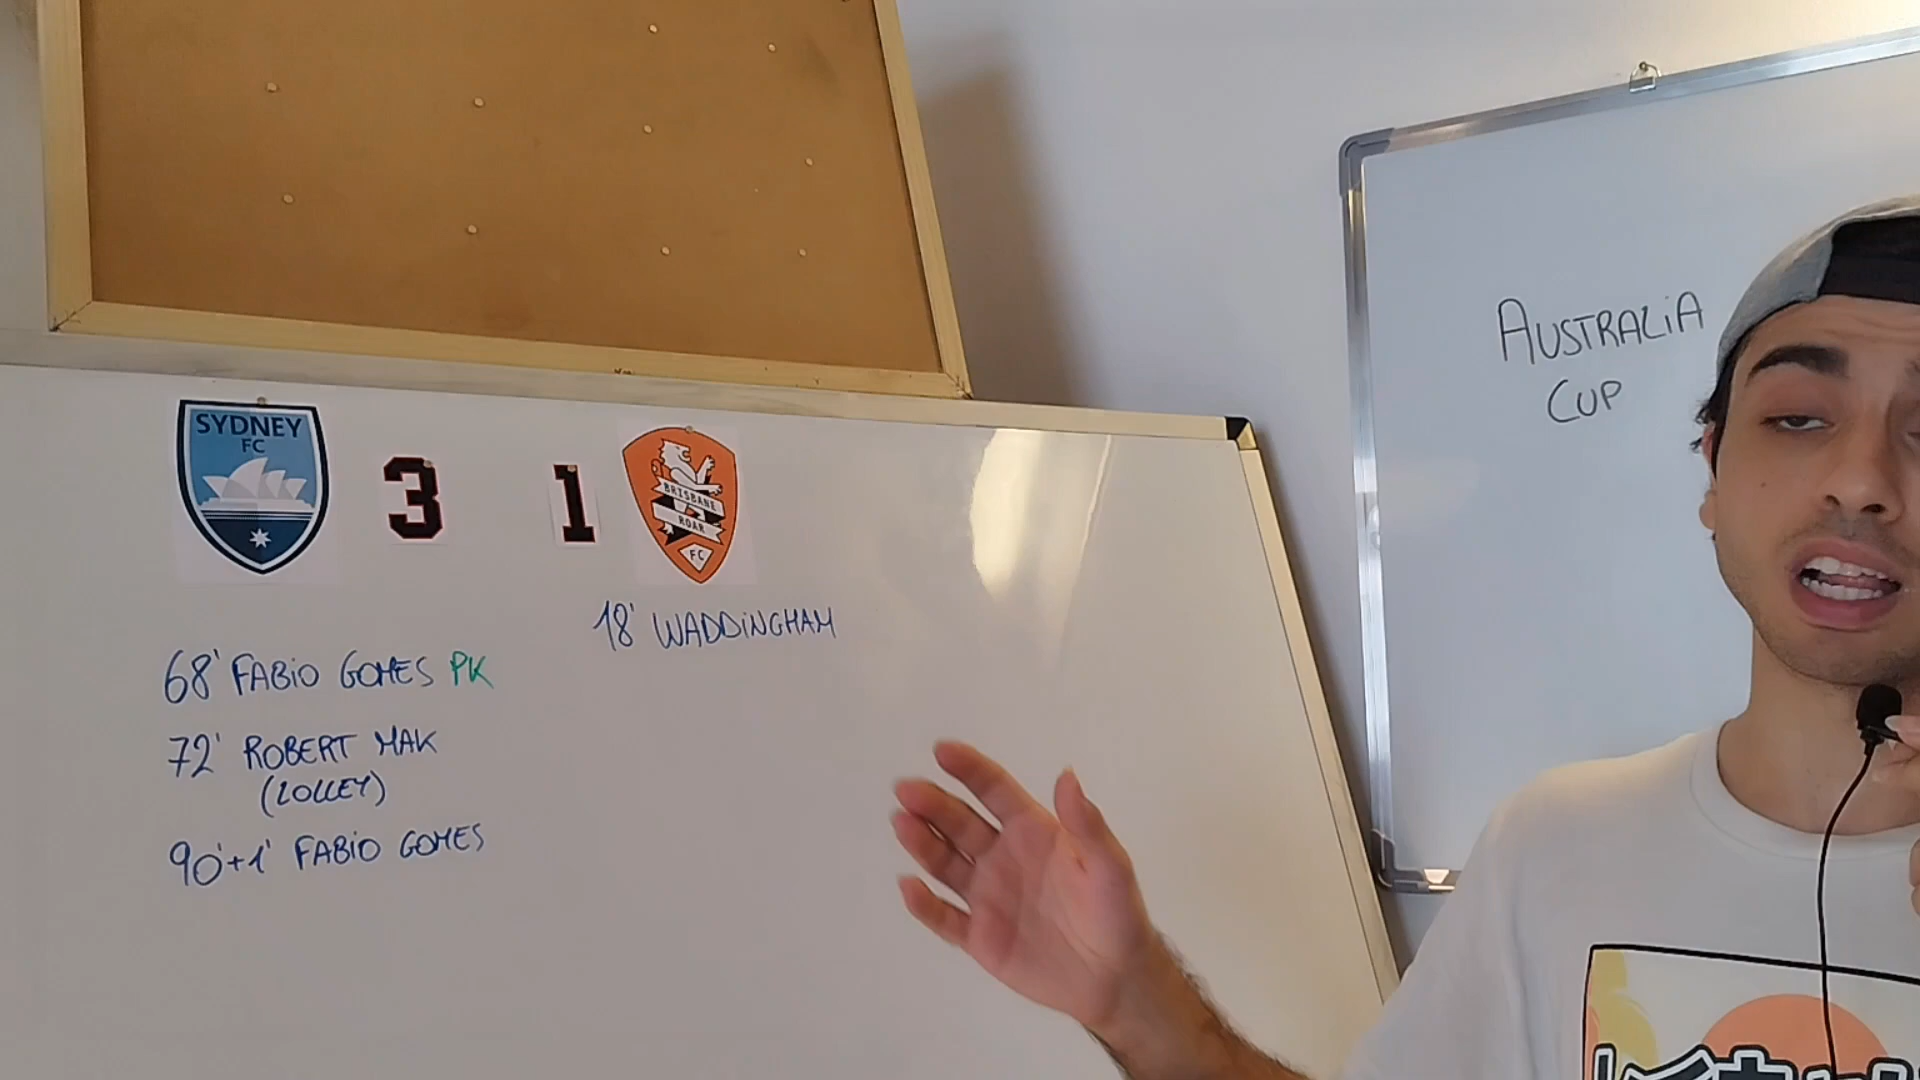 AUSTRALIA
CUP
SYDNEY
FC
3
1
BRISBANE
ROAR
FC
18' WADDINGHAM
68' FABIO GOMES PK
72' ROBERT MAK
(LOLLEY)
90'+1' FABIO GOMES